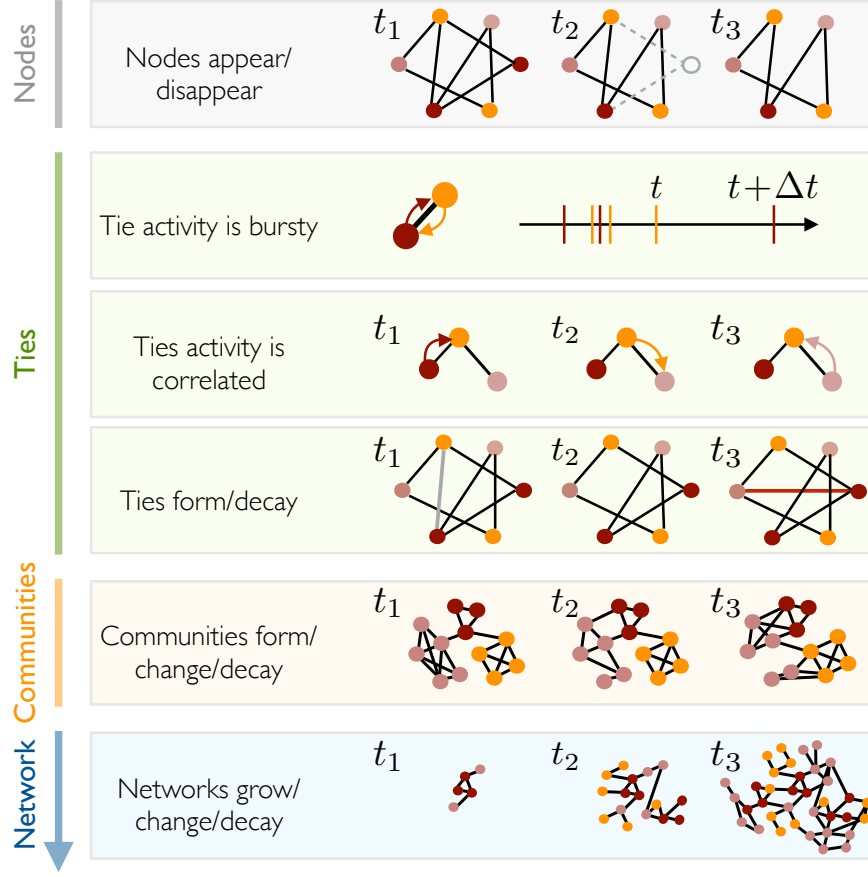 Nodes
Nodes appear/
disappear
t₁
t₂
t₃
Ties
Tie activity is bursty
t
t+Δt
Ties activity is
correlated
t₁
t₂
t₃
Ties form/decay
t₁
t₂
t₃
Communities
Communities form/
change/decay
t₁
t₂
t₃
Network
Networks grow/
change/decay
t₁
t₂
t₃